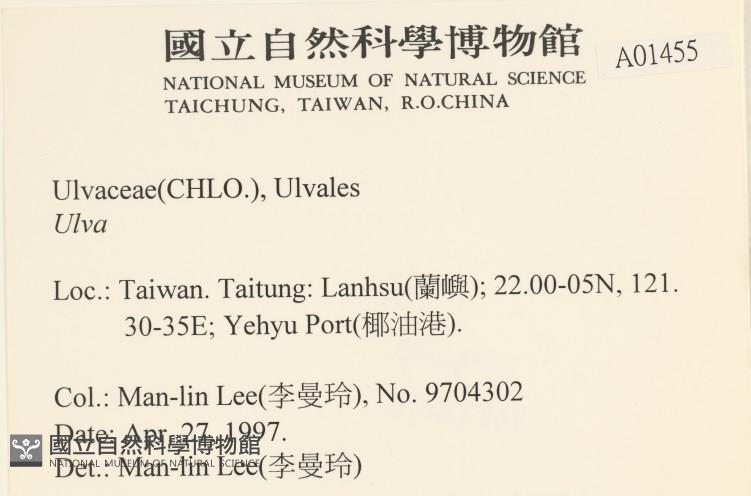 國立自然科學博物館
A01455
NATIONAL MUSEUM OF NATURAL SCIENCE
TAICHUNG, TAIWAN, R.O.CHINA
Ulvaceae(CHLO.), Ulvales
Ulva
Loc.: Taiwan. Taitung: Lanhsu(蘭嶼); 22.00-05N, 121.
30-35E; Yehyu Port(椰油港).
Col.: Man-lin Lee(李曼玲), No. 9704302
Date: Apr. 27, 1997.
國立自然科學博物館
NATIONAL MUSEUM OF NATURAL SCIENCE
Det.: Man-lin Lee(李曼玲)